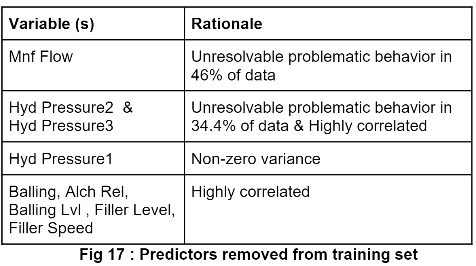 Variable (s) Rationale
Mnf Flow Unresolvable problematic behavior in
46% of data
Hyd Pressure2 & Unresolvable problematic behavior in
Hyd Pressure3 34.4% of data & Highly correlated
Hyd Pressure1 Non-zero variance
Balling, Alch Rel, Highly correlated
Balling Lvl , Filler Level,
Filler Speed
Fig 17 : Predictors removed from training set